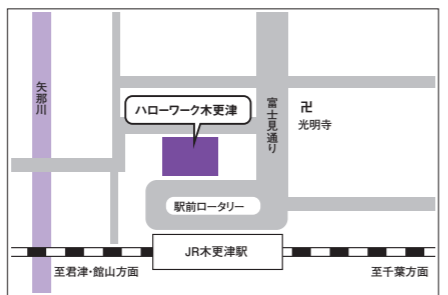 矢那川
ハローワーク木更津
富士見通り
卍
光明寺
駅前ロータリー
JR木更津駅
至君津・館山方面
至千葉方面